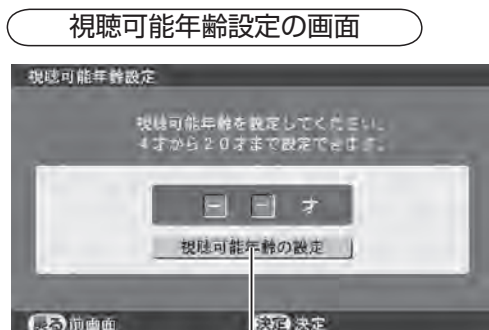 視聴可能年齢設定の画面
視聴可能年齢設定
視聴可能年齢を設定してください。
4才から20才まで設定できます。
－ － 才
視聴可能年齢の設定
戻る 前画面 決定 決定